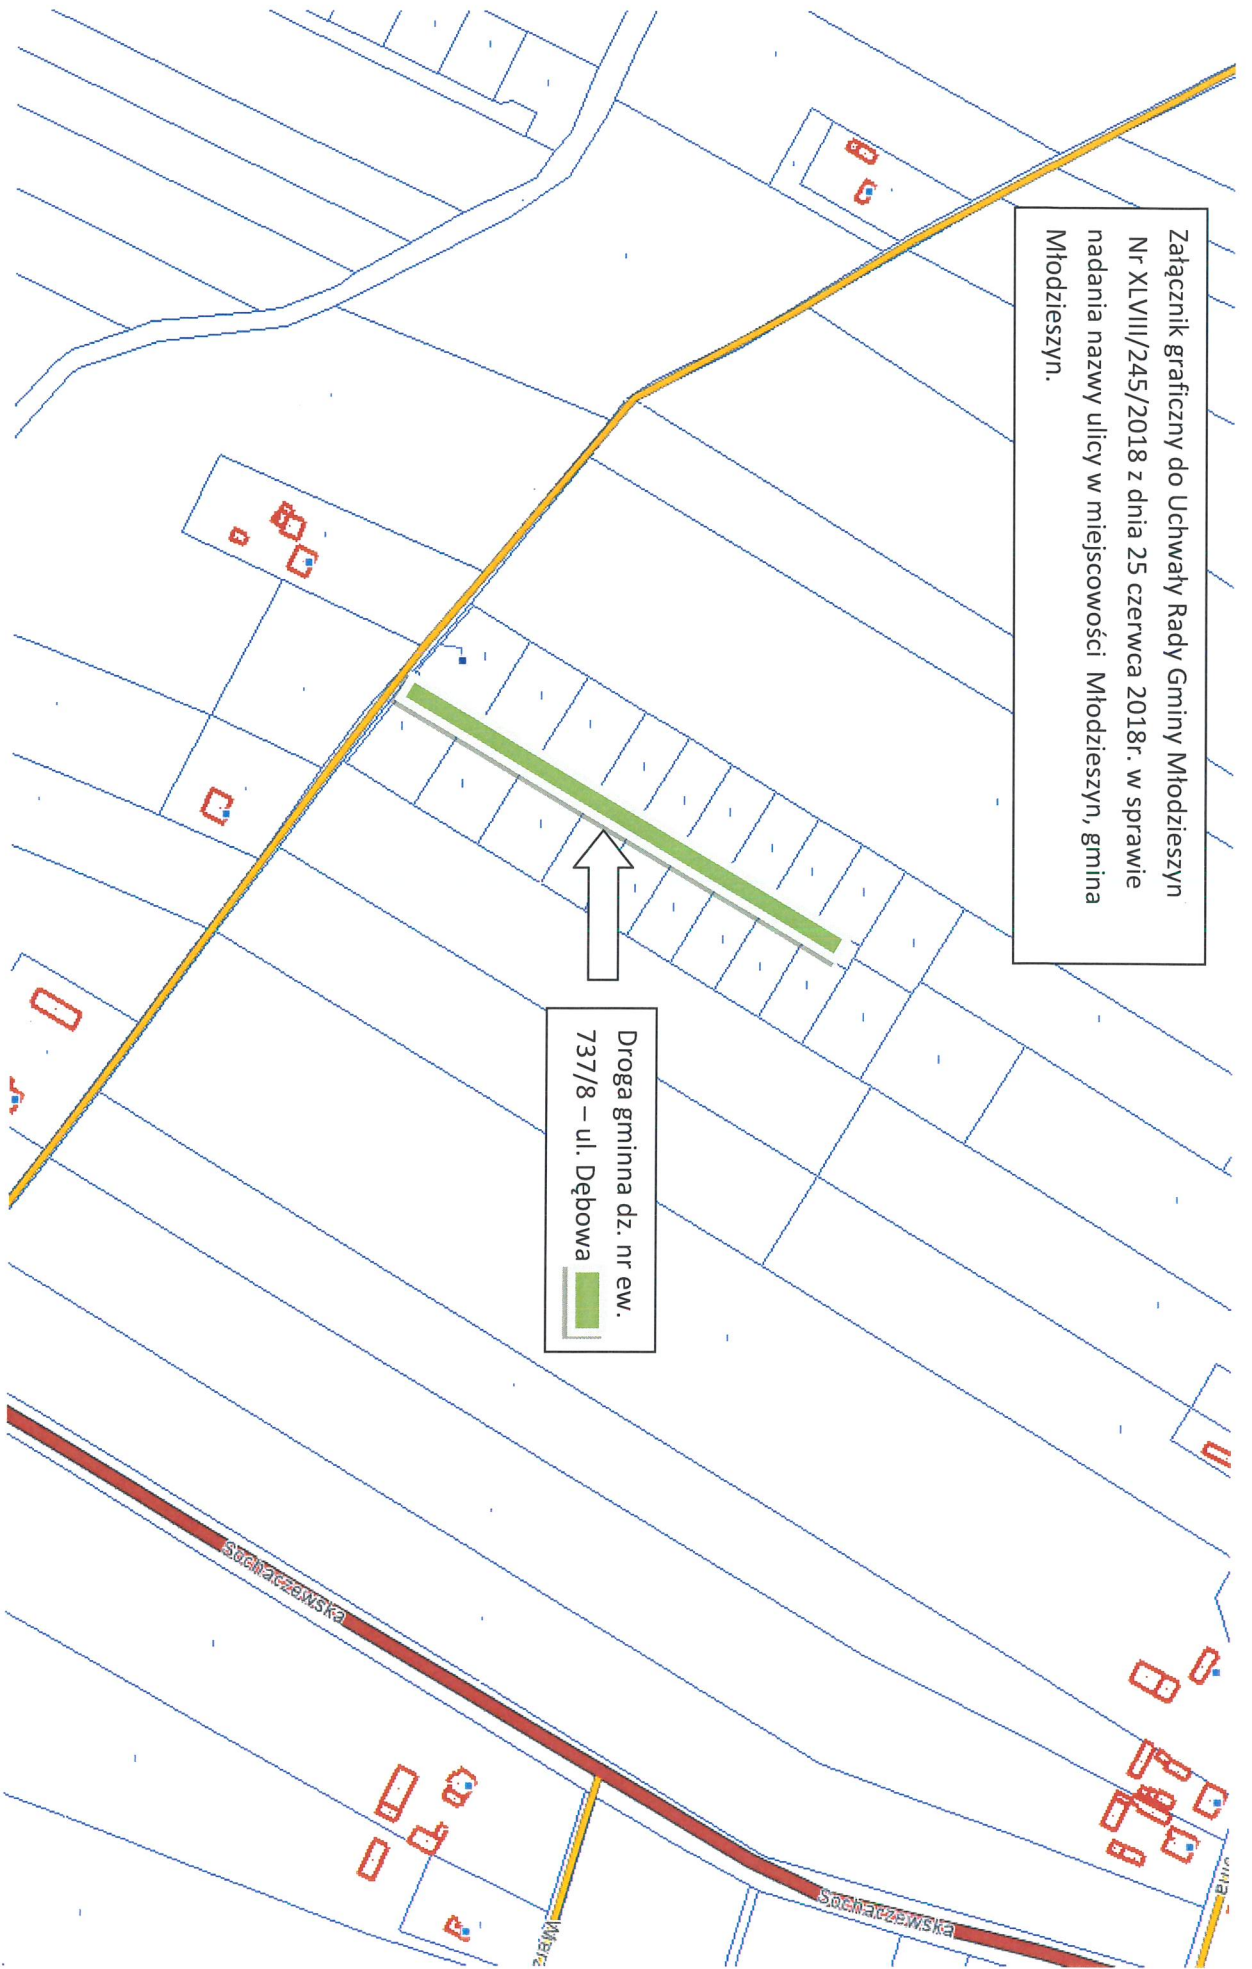 Załącznik graficzny do Uchwały Rady Gminy Młodzieszyn
Nr XLVIII/245/2018 z dnia 25 czerwca 2018r. w sprawie
nadania nazwy ulicy w miejscowości Młodzieszyn, gmina
Młodzieszyn.
Droga gminna dz. nr ew.
737/8 – ul. Dębowa
Sochaczewska
Sochaczewska